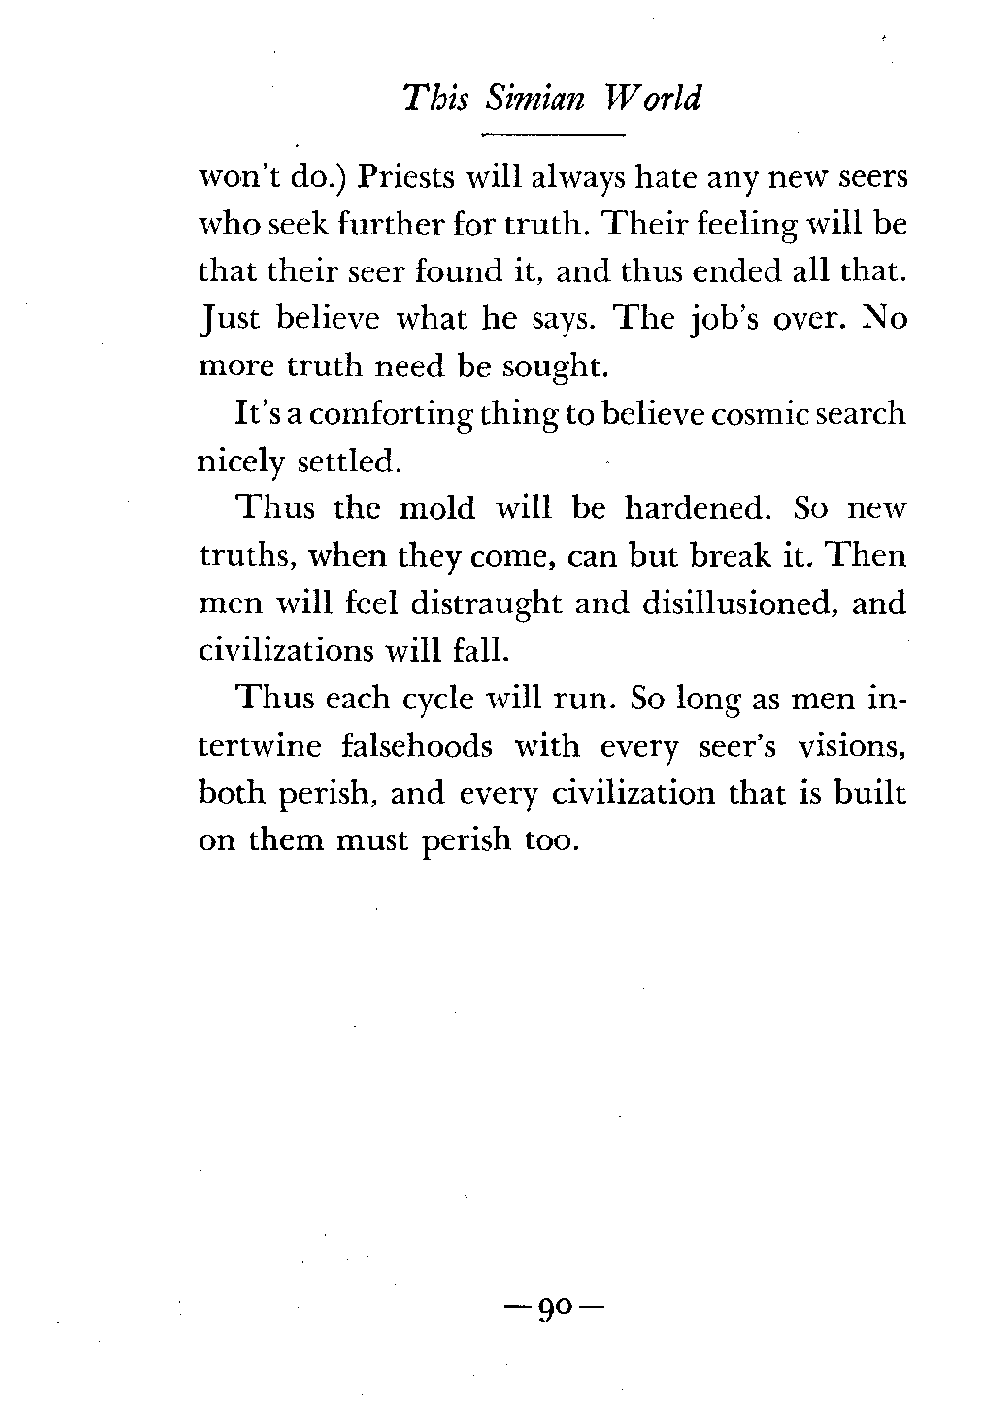 This Simian World
won't do.) Priests will always hate any new seers
who seek further for truth. Their feeling will be
that their seer found it, and thus ended all that.
Just believe what he says. The job's over. No
more truth need be sought.
It's a comforting thing to believe cosmic search
nicely settled.
Thus the mold will be hardened. So new
truths, when they come, can but break it. Then
men will feel distraught and disillusioned, and
civilizations will fall.
Thus each cycle will run. So long as men in-
tertwine falsehoods with every seer's visions,
both perish, and every civilization that is built
on them must perish too.
—90—